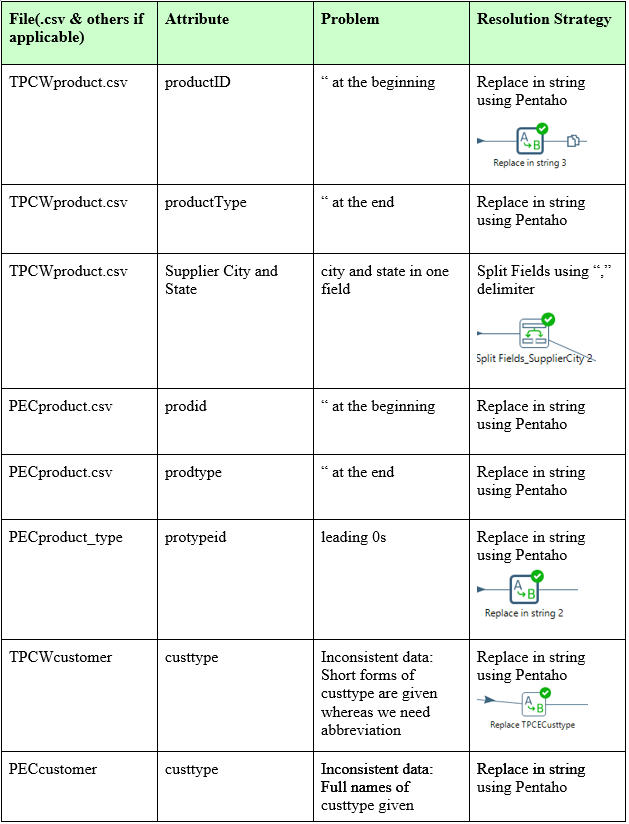 File(.csv & others if applicable) Attribute Problem Resolution Strategy
TPCWproduct.csv productID “ at the beginning Replace in string
using Pentaho
A B
Replace in string 3
TPCWproduct.csv productType “ at the end Replace in string
using Pentaho
TPCWproduct.csv Supplier City and city and state in one Split Fields using “,”
State field delimiter
Split Fields_SupplierCity 2
PECproduct.csv prodid “ at the beginning Replace in string
using Pentaho
PECproduct.csv prodtype “ at the end Replace in string
using Pentaho
PECproduct_type protypeid leading 0s Replace in string
using Pentaho
A B
Replace in string 2
TPCWcustomer custtype Inconsistent data: Replace in string
Short forms of using Pentaho
custtype are given
whereas we need A B
abbreviation Replace TPCECusttype
PECcustomer custtype Inconsistent data: Replace in string
Full names of using Pentaho
custtype given